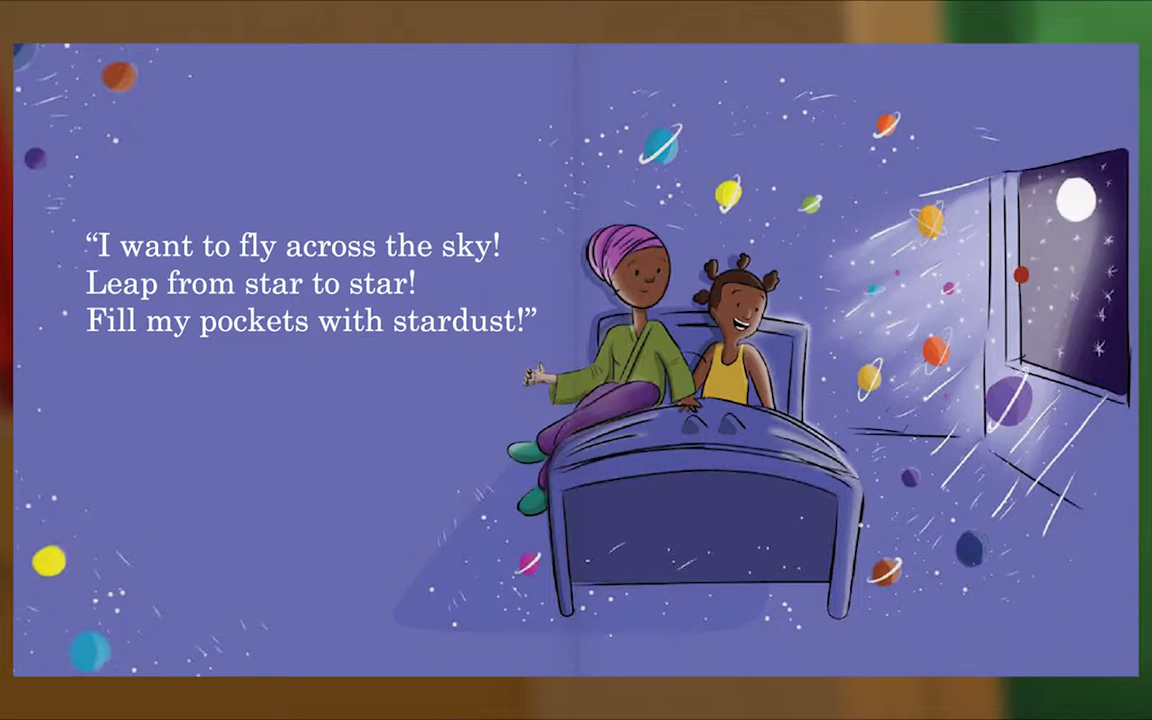 “I want to fly across the sky!
Leap from star to star!
Fill my pockets with stardust!”